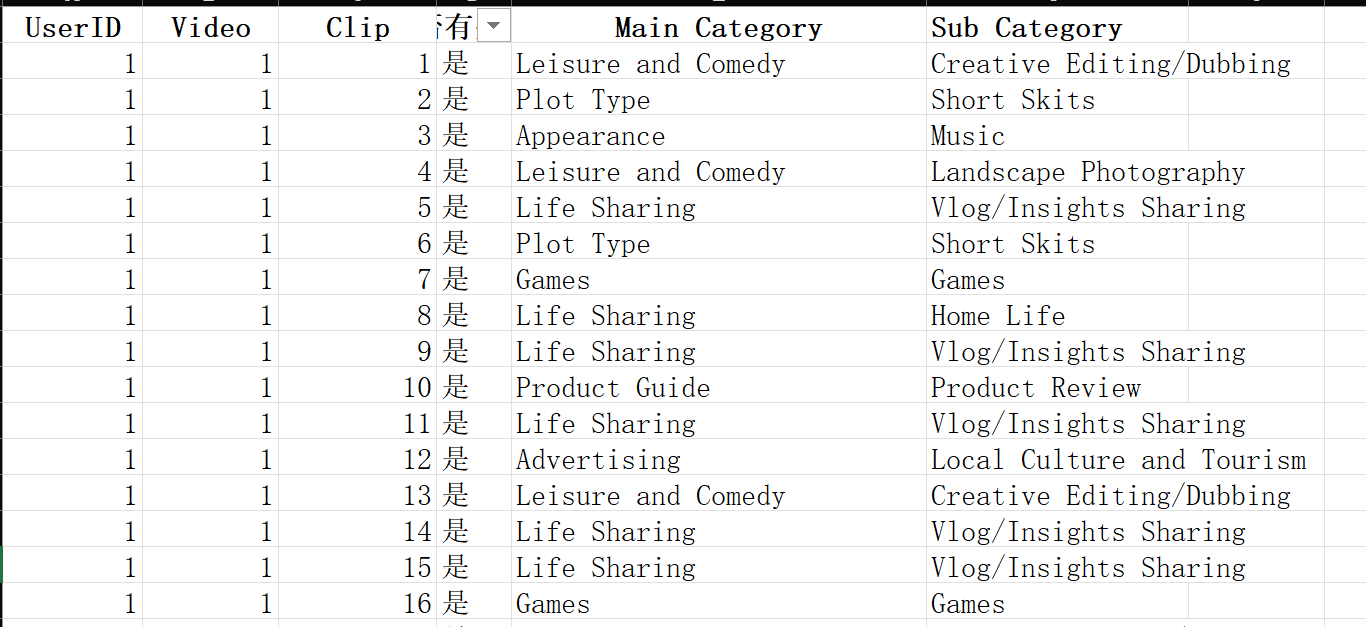 UserID Video Clip 有 Main Category Sub Category
1 1 1 是 Leisure and Comedy Creative Editing/Dubbing
1 1 2 是 Plot Type Short Skits
1 1 3 是 Appearance Music
1 1 4 是 Leisure and Comedy Landscape Photography
1 1 5 是 Life Sharing Vlog/Insights Sharing
1 1 6 是 Plot Type Short Skits
1 1 7 是 Games Games
1 1 8 是 Life Sharing Home Life
1 1 9 是 Life Sharing Vlog/Insights Sharing
1 1 10 是 Product Guide Product Review
1 1 11 是 Life Sharing Vlog/Insights Sharing
1 1 12 是 Advertising Local Culture and Tourism
1 1 13 是 Leisure and Comedy Creative Editing/Dubbing
1 1 14 是 Life Sharing Vlog/Insights Sharing
1 1 15 是 Life Sharing Vlog/Insights Sharing
1 1 16 是 Games Games